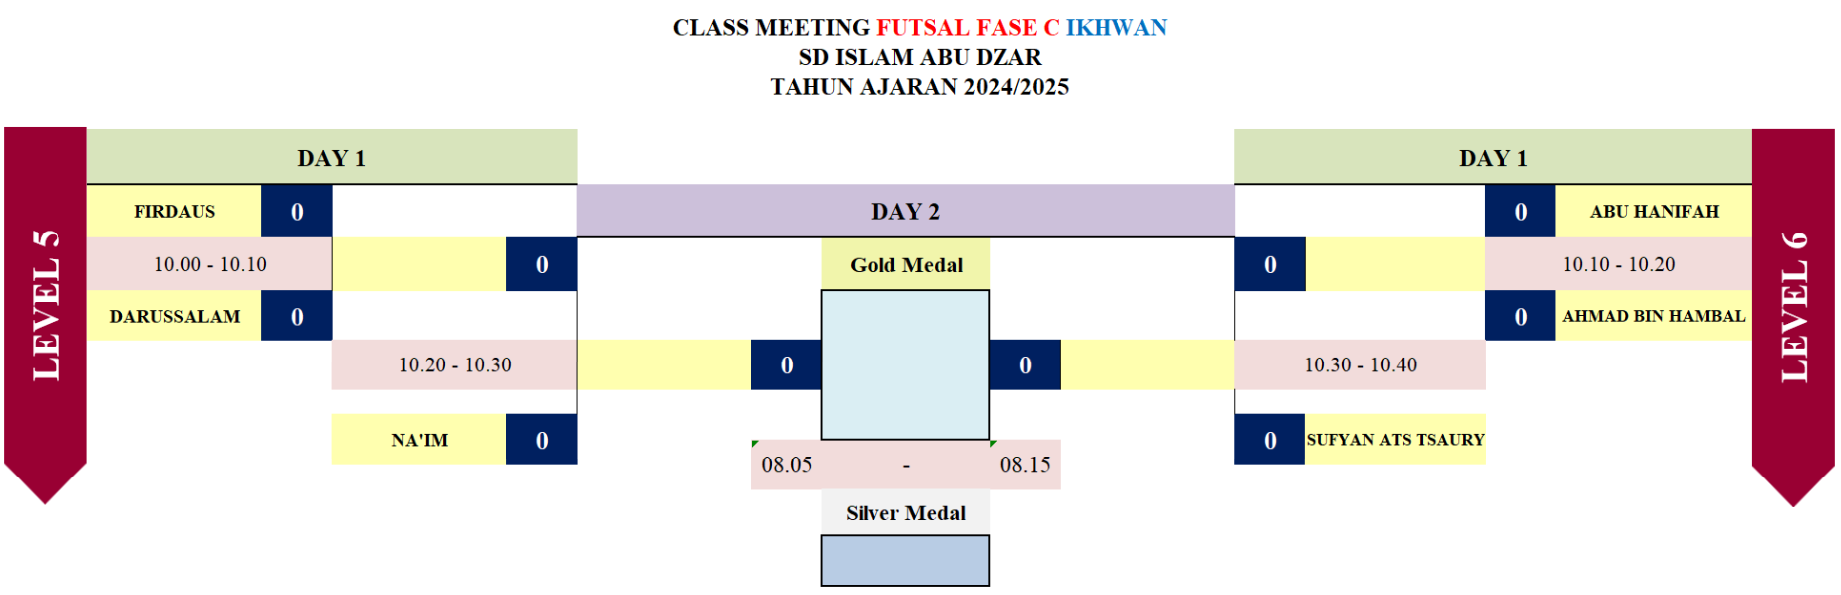 CLASS MEETING FUTSAL FASE C IKHWAN
SD ISLAM ABU DZAR
TAHUN AJARAN 2024/2025
LEVEL 5
DAY 1
FIRDAUS 0
10.00 - 10.10
0
DARUSSALAM 0
10.20 - 10.30
NA'IM 0
DAY 2
Gold Medal
0 0
08.05 - 08.15
Silver Medal
DAY 1
0 ABU HANIFAH
0
10.10 - 10.20
0 AHMAD BIN HAMBAL
10.30 - 10.40
0 SUFYAN ATS TSAURY
LEVEL 6